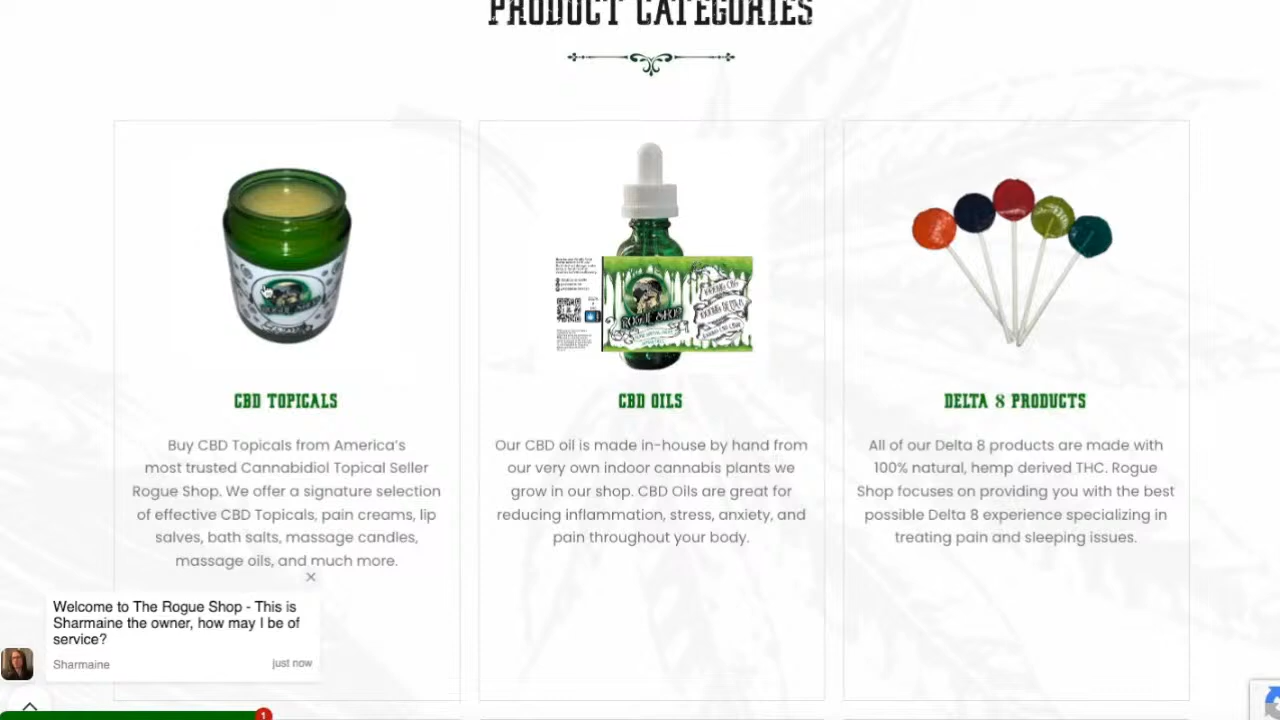 PRODUCT CATEGORIES
ROGUE SHOP
CBD TOPICALS
Buy CBD Topicals from America's
most trusted Cannabidiol Topical Seller
Rogue Shop. We offer a signature selection
of effective CBD Topicals, pain creams, lip
salves, bath salts, massage candles,
massage oils, and much more.
CBD OILS
Our CBD oil is made in-house by hand from
our very own indoor cannabis plants we
grow in our shop. CBD Oils are great for
reducing inflammation, stress, anxiety, and
pain throughout your body.
DELTA 8 PRODUCTS
All of our Delta 8 products are made with
100% natural, hemp derived THC. Rogue
Shop focuses on providing you with the best
possible Delta 8 experience specializing in
treating pain and sleeping issues.
Welcome to The Rogue Shop - This is
Sharmaine the owner, how may I be of
service?
Sharmaine just now
1